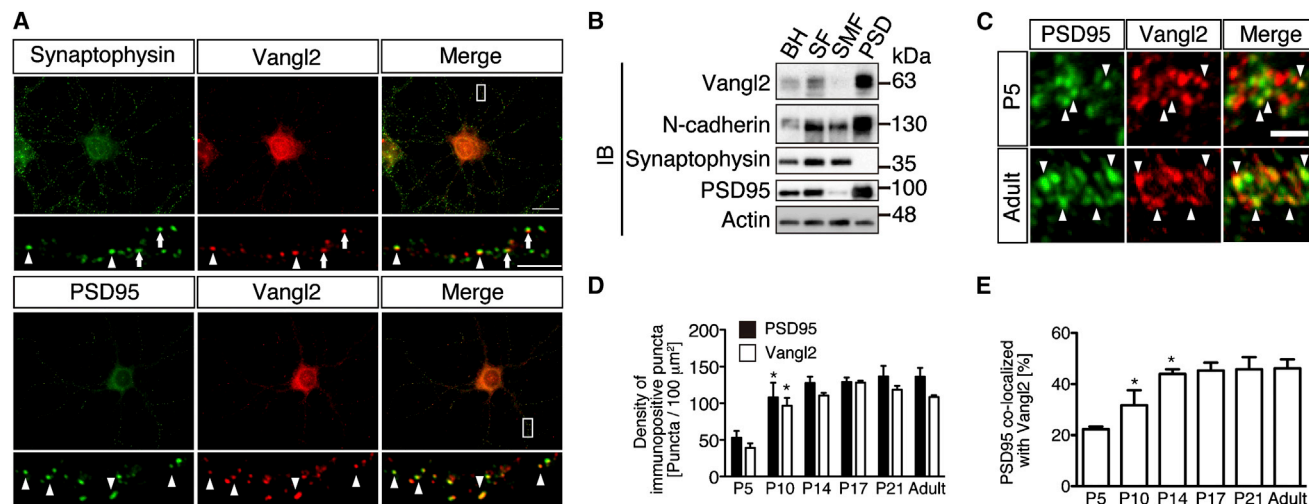 A
Synaptophysin Vangl2 Merge
PSD95 Vangl2 Merge
B
BH SF SMF PSD
kDa
IB
Vangl2 63
N-cadherin 130
Synaptophysin 35
PSD95 100
Actin 48
C
PSD95 Vangl2 Merge
P5
Adult
D
Density of
immunopositive puncta
[Puncta / 100 µm²]
200
150
100
50
0
PSD95
Vangl2
* *
P5 P10 P14 P17 P21 Adult
E
PSD95 co-localized
with Vangl2 [%]
60
40
20
0
* *
P5 P10 P14 P17 P21 Adult